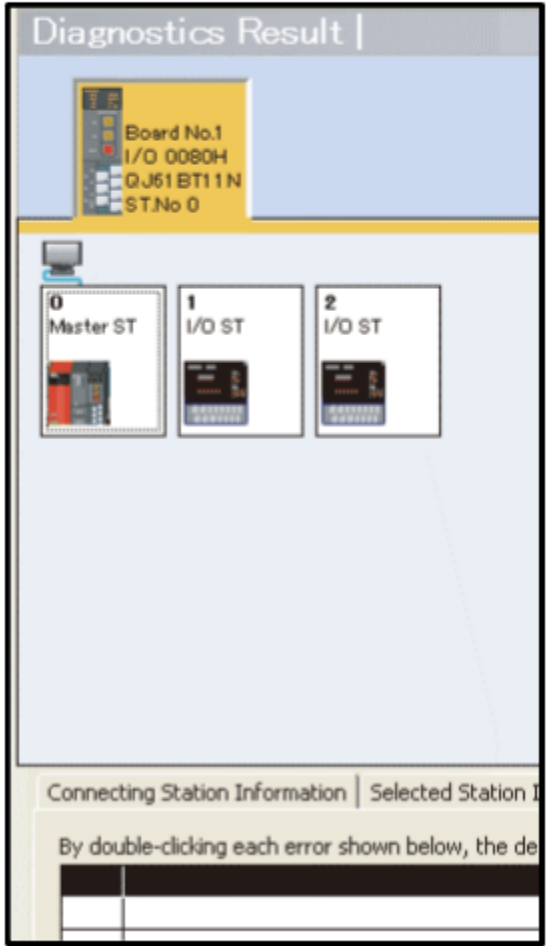 Diagnostics Result
Board No.1
I/O 0080H
QJ61BT11N
ST.No 0
0
Master ST
1
I/O ST
2
I/O ST
Connecting Station Information
Selected Station I
By double-clicking each error shown below, the de